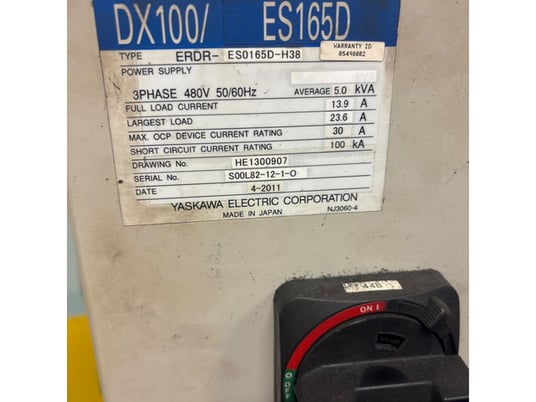 DX100/ ES165D
TYPE ERDR- ES0165D-H38
WARRANTY ID
POWER SUPPLY
3PHASE 480V 50/60Hz AVERAGE 5.0 kVA
FULL LOAD CURRENT 13.9 A
LARGEST LOAD 23.6 A
MAX. OCP DEVICE CURRENT RATING 30 A
SHORT CIRCUIT CURRENT RATING 100 kA
DRAWING No. HE1300907
SERIAL No. S00L82-12-1-O
DATE 4-2011
YASKAWA ELECTRIC CORPORATION
MADE IN JAPAN NJ3060-4
ON I
O OFF